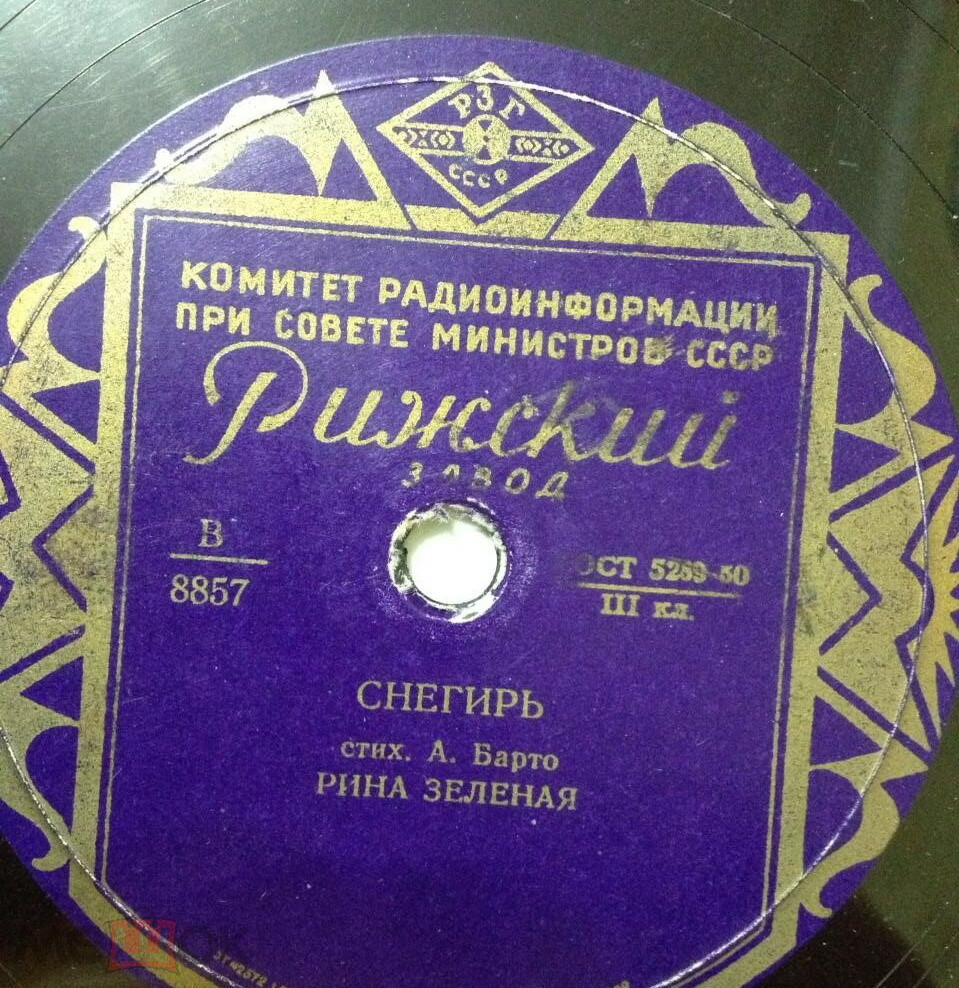 РЗГ
СССР
КОМИТЕТ РАДИОИНФОРМАЦИИ
ПРИ СОВЕТЕ МИНИСТРОВ СССР
Рижский
ЗАВОД
В
8857
ГОСТ 5289-50
III кл.
СНЕГИРЬ
стих. А. Барто
РИНА ЗЕЛЕНАЯ